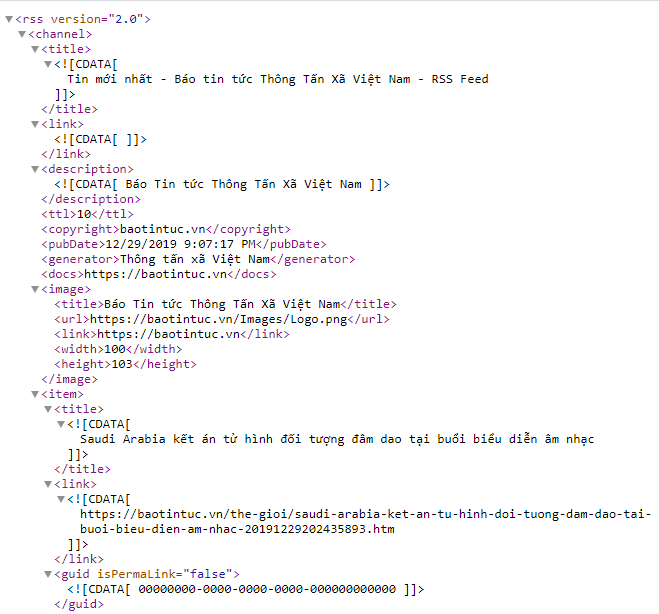 <rss version="2.0">
<channel>
<title>
<![CDATA[
Tin mới nhất - Báo tin tức Thông Tấn Xã Việt Nam - RSS Feed
]]>
</title>
<link>
<![CDATA[ ]]>
</link>
<description>
<![CDATA[ Báo Tin tức Thông Tấn Xã Việt Nam ]]>
</description>
<ttl>10</ttl>
<copyright>baotintuc.vn</copyright>
<pubDate>12/29/2019 9:07:17 PM</pubDate>
<generator>Thông tấn xã Việt Nam</generator>
<docs>https://baotintuc.vn</docs>
<image>
<title>Báo Tin tức Thông Tấn Xã Việt Nam</title>
<url>https://baotintuc.vn/Images/Logo.png</url>
<link>https://baotintuc.vn</link>
<width>100</width>
<height>103</height>
</image>
<item>
<title>
<![CDATA[
Saudi Arabia kết án tử hình đối tượng đâm dao tại buổi biểu diễn âm nhạc
]]>
</title>
<link>
<![CDATA[
https://baotintuc.vn/the-gioi/saudi-arabia-ket-an-tu-hinh-doi-tuong-dam-dao-tai-
buoi-bieu-dien-am-nhac-20191229202435893.htm
]]>
</link>
<guid isPermaLink="false">
<![CDATA[ 00000000-0000-0000-0000-000000000000 ]]>
</guid>